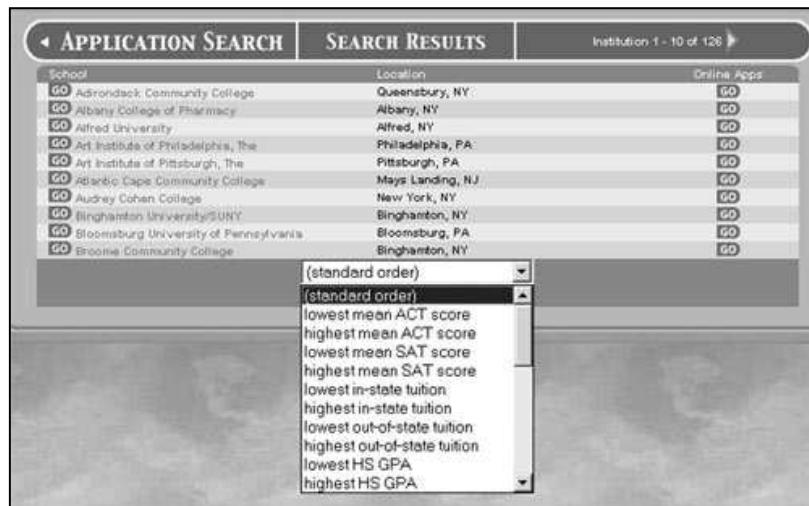 APPLICATION SEARCH SEARCH RESULTS Institution 1 - 10 of 126
School Location Online Apps
GO Adirondack Community College Queensbury, NY GO
GO Albany College of Pharmacy Albany, NY GO
GO Alfred University Alfred, NY GO
GO Art Institute of Philadelphia, The Philadelphia, PA GO
GO Art Institute of Pittsburgh, The Pittsburgh, PA GO
GO Atlantic Cape Community College Mays Landing, NJ GO
GO Audrey Cohen College New York, NY GO
GO Binghamton University/SUNY Binghamton, NY GO
GO Bloomsburg University of Pennsylvania Bloomsburg, PA GO
GO Broome Community College Binghamton, NY GO
(standard order)
(standard order)
lowest mean ACT score
highest mean ACT score
lowest mean SAT score
highest mean SAT score
lowest in-state tuition
highest in-state tuition
lowest out-of-state tuition
highest out-of-state tuition
lowest HS GPA
highest HS GPA